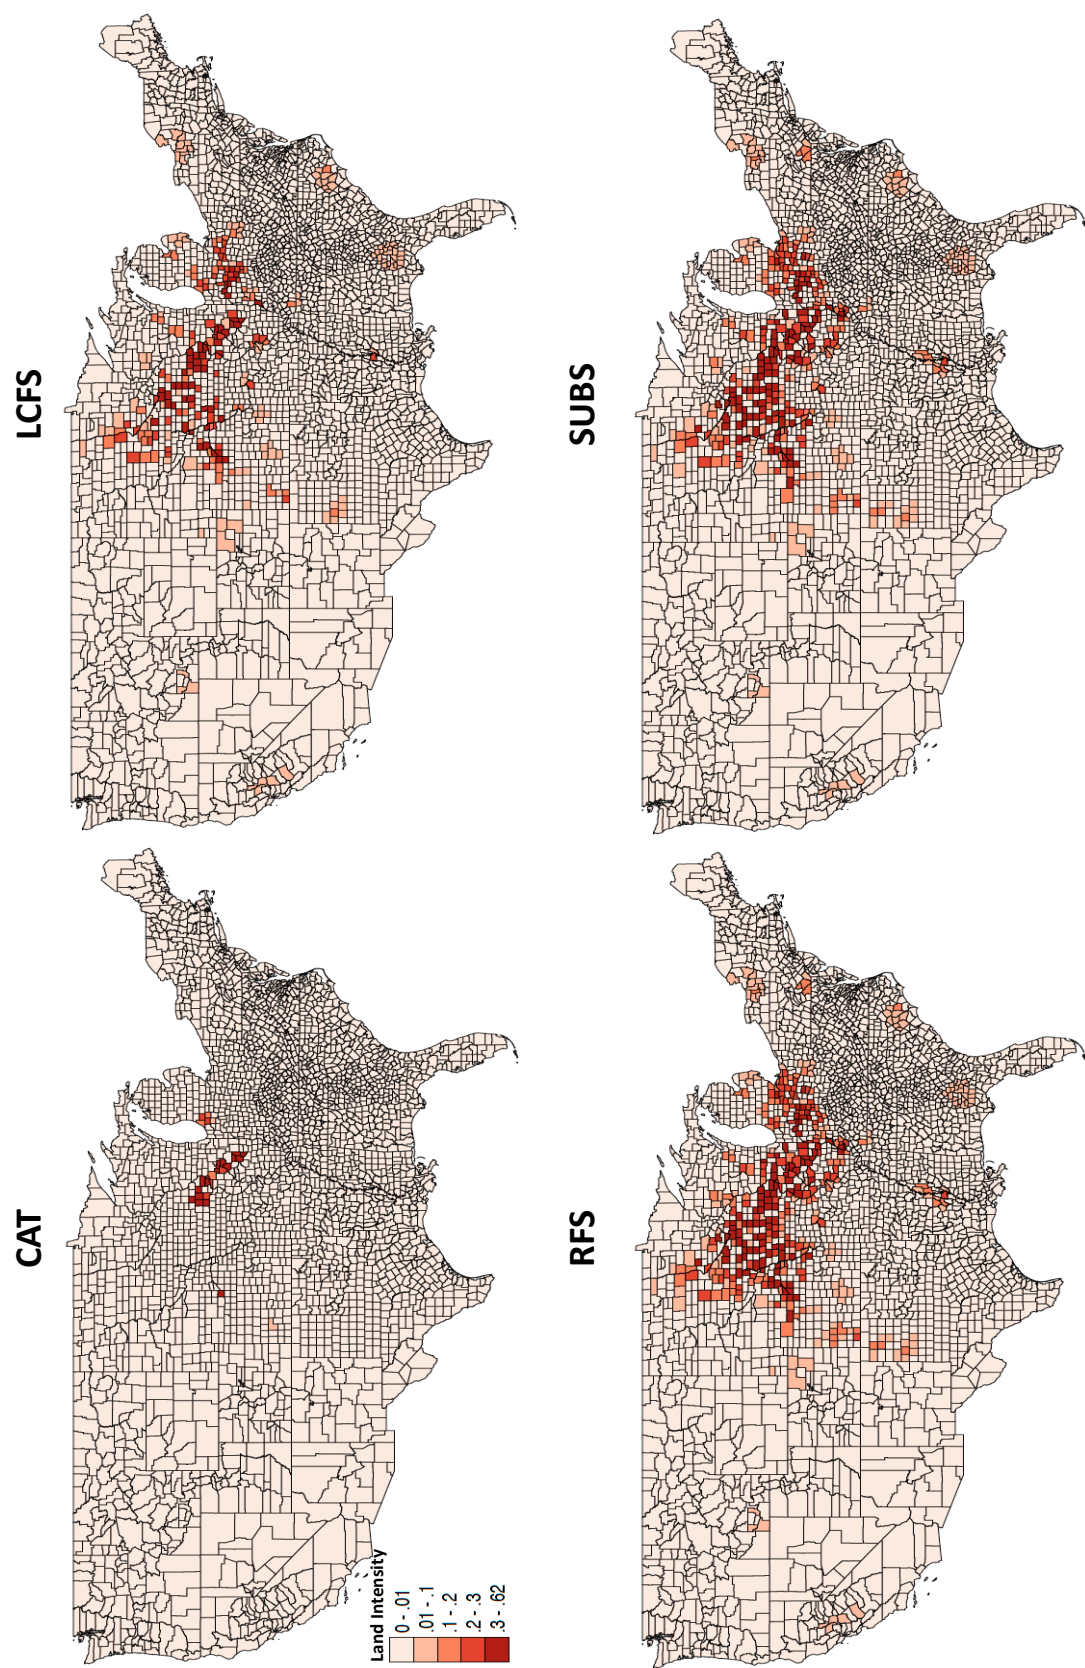 CAT
LCFS
Land Intensity
0 - .01
.01 - .1
.1 - .2
.2 - .3
.3 - .62
RFS
SUBS